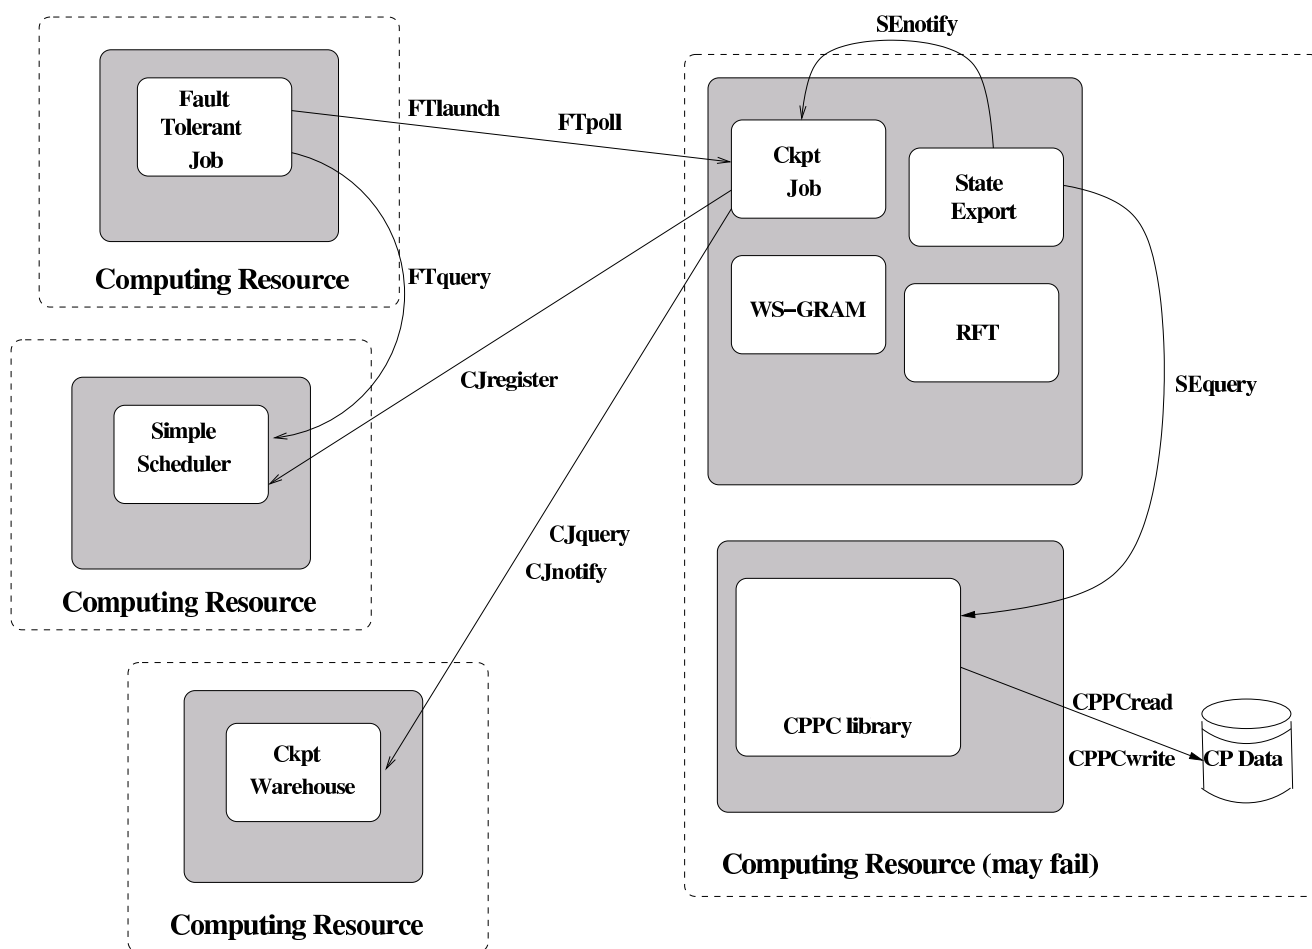 SEnotify
Fault
Tolerant
Job
FTlaunch
FTpoll
Ckpt
Job
State
Export
Computing Resource
FTquery
WS-GRAM
RFT
CJregister
SEquery
Simple
Scheduler
CJquery
CJnotify
Computing Resource
CPPCread
CPPC library
Ckpt
Warehouse
CPPCwrite
CP Data
Computing Resource (may fail)
Computing Resource